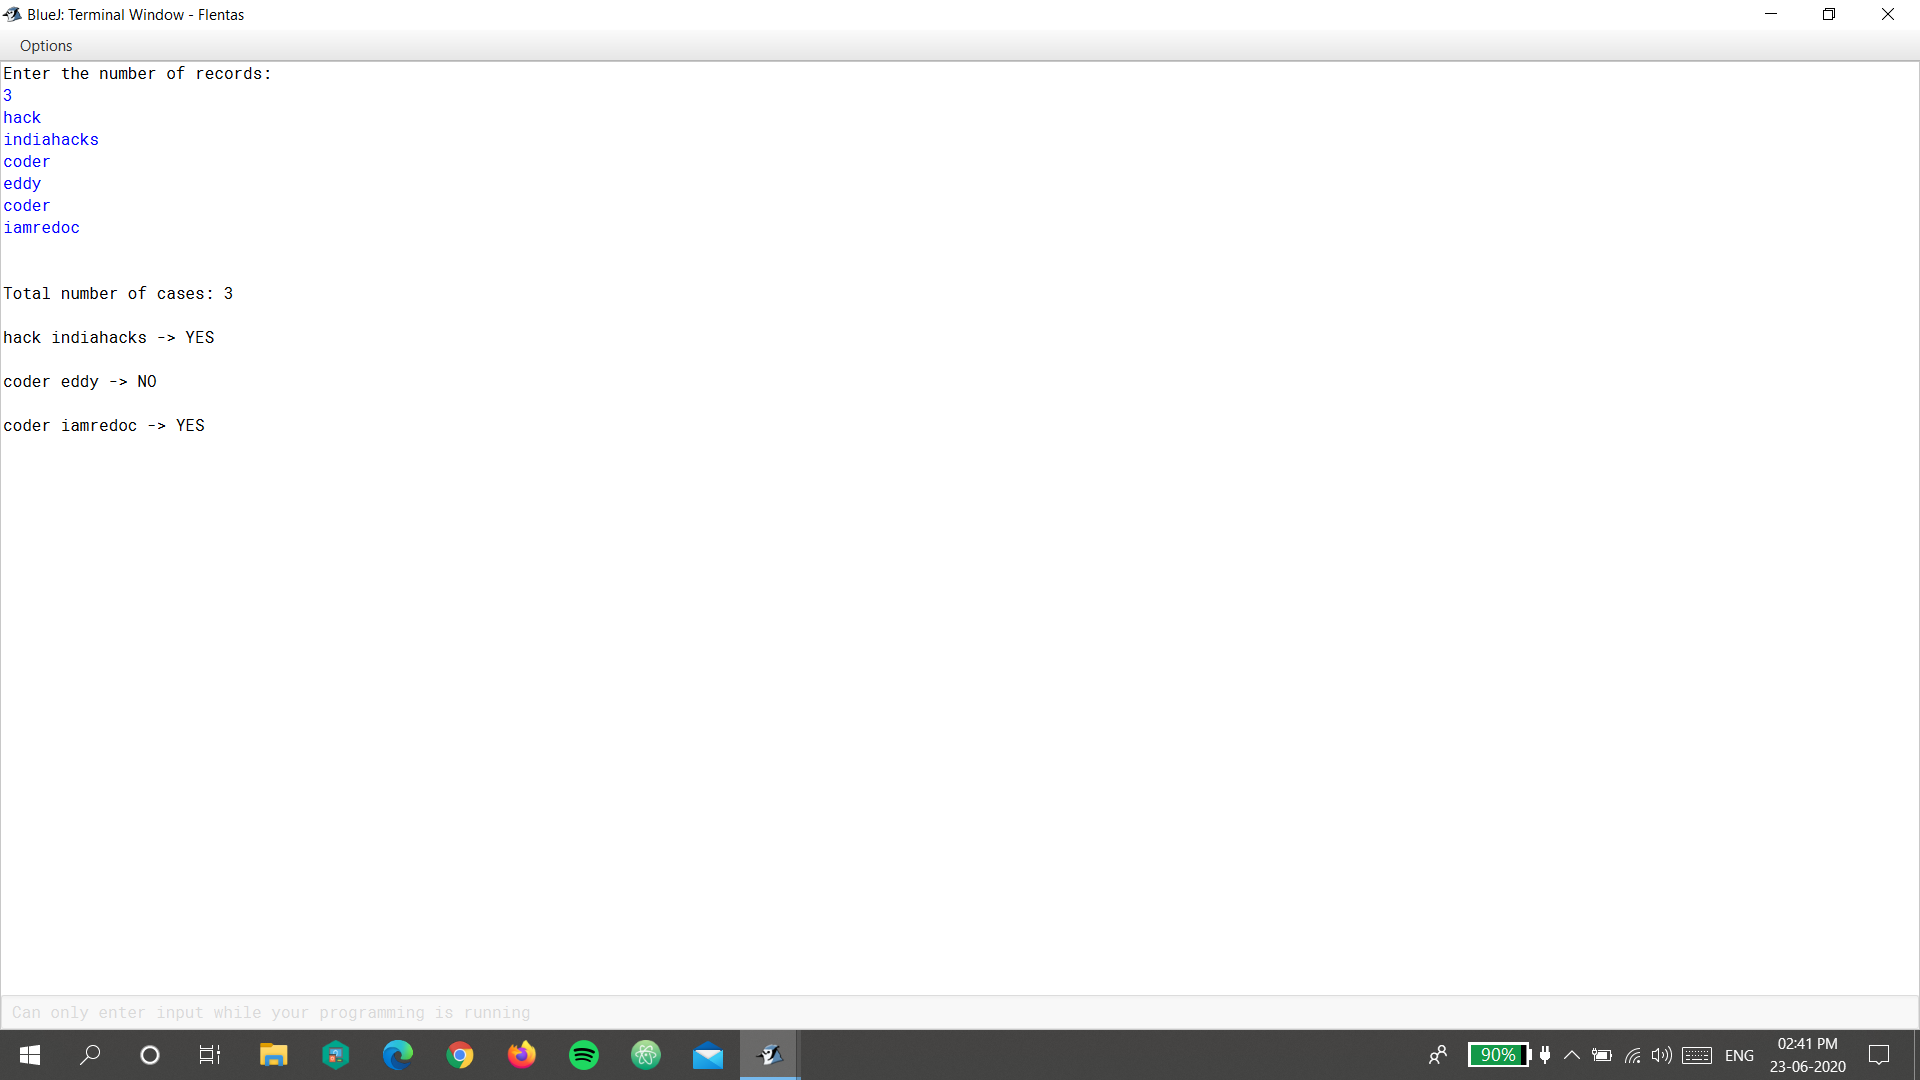 BlueJ: Terminal Window - Flentas
Options
Enter the number of records:
3
hack
indiahacks
coder
eddy
coder
iamredoc
Total number of cases: 3
hack indiahacks -> YES
coder eddy -> NO
coder iamredoc -> YES
Can only enter input while your programming is running
90%
ENG
02:41 PM
23-06-2020